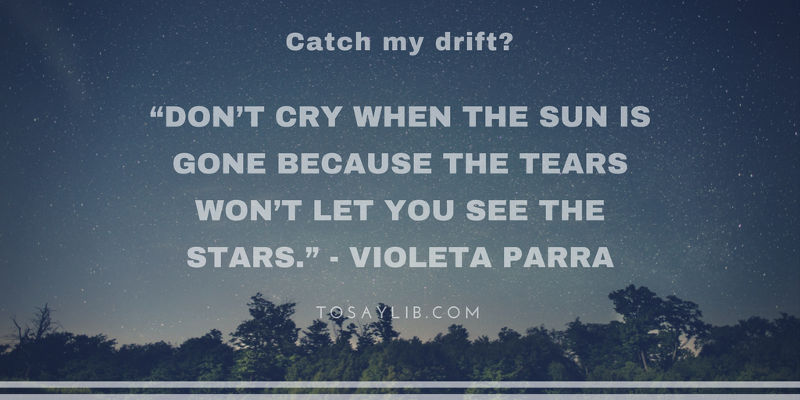 Catch my drift?
“DON’T CRY WHEN THE SUN IS
GONE BECAUSE THE TEARS
WON’T LET YOU SEE THE
STARS.” - VIOLETA PARRA
TOSAYLIB.COM